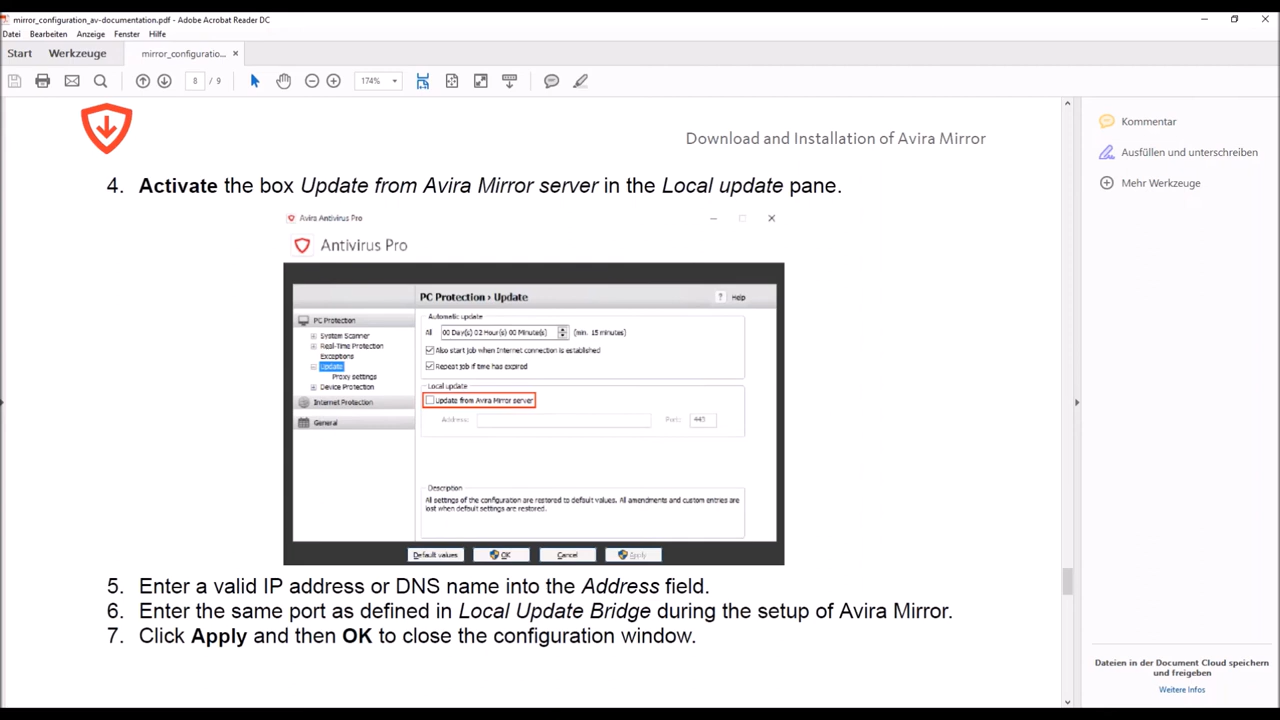 mirror_configuration_av-documentation.pdf - Adobe Acrobat Reader DC
Datei Bearbeiten Anzeige Fenster Hilfe
Start Werkzeuge mirror_configuratio...
8 / 9 174%
Download and Installation of Avira Mirror
Kommentar
Ausfüllen und unterschreiben
Mehr Werkzeuge
4. Activate the box Update from Avira Mirror server in the Local update pane.
Avira Antivirus Pro
Antivirus Pro
PC Protection
System Scanner
Real-Time Protection
Exceptions
Update
Proxy settings
Device Protection
Internet Protection
General
PC Protection › Update
? Help
Automatic update
All 00 Day(s) 02 Hour(s) 00 Minute(s) (min. 15 minutes)
Also start job when Internet connection is established
Repeat job if time has expired
Local update
Update from Avira Mirror server
Address: Port: 443
Description
All settings of the configuration are restored to default values. All amendments and custom entries are
lost when default settings are restored.
Default values OK Cancel Apply
5. Enter a valid IP address or DNS name into the Address field.
6. Enter the same port as defined in Local Update Bridge during the setup of Avira Mirror.
7. Click Apply and then OK to close the configuration window.
Dateien in der Document Cloud speichern
und freigeben
Weitere Infos